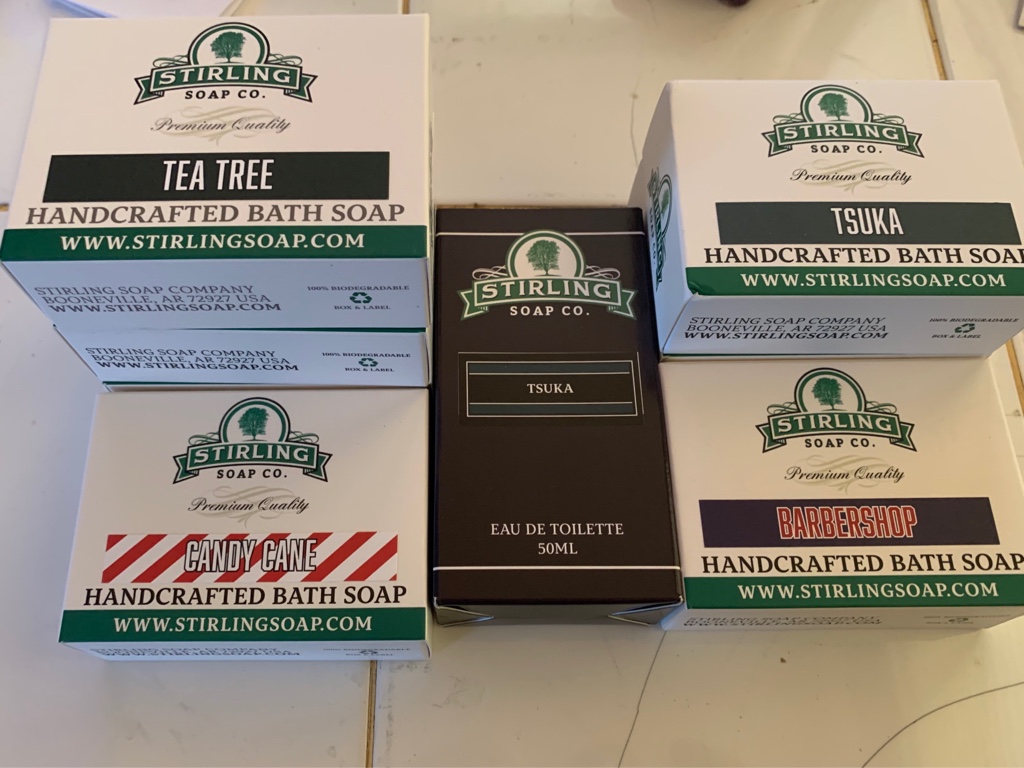 STIRLING
SOAP CO.
Premium Quality
TEA TREE
HANDCRAFTED BATH SOAP
WWW.STIRLINGSOAP.COM
STIRLING SOAP COMPANY
BOONEVILLE, AR 72927 USA
WWW.STIRLINGSOAP.COM
100% BIODEGRADABLE
BOX & LABEL
STIRLING SOAP COMPANY
BOONEVILLE, AR 72927 USA
WWW.STIRLINGSOAP.COM
100% BIODEGRADABLE
BOX & LABEL
STIRLING
SOAP CO.
Premium Quality
CANDY CANE
HANDCRAFTED BATH SOAP
WWW.STIRLINGSOAP.COM
STIRLING
SOAP CO.
TSUKA
EAU DE TOILETTE
50ML
STIRLING
SOAP CO.
Premium Quality
TSUKA
HANDCRAFTED BATH SOAP
WWW.STIRLINGSOAP.COM
STIRLING SOAP COMPANY
BOONEVILLE, AR 72927 USA
WWW.STIRLINGSOAP.COM
100% BIODEGRADABLE
BOX & LABEL
STIRLING
SOAP CO.
Premium Quality
BARBERSHOP
HANDCRAFTED BATH SOAP
WWW.STIRLINGSOAP.COM